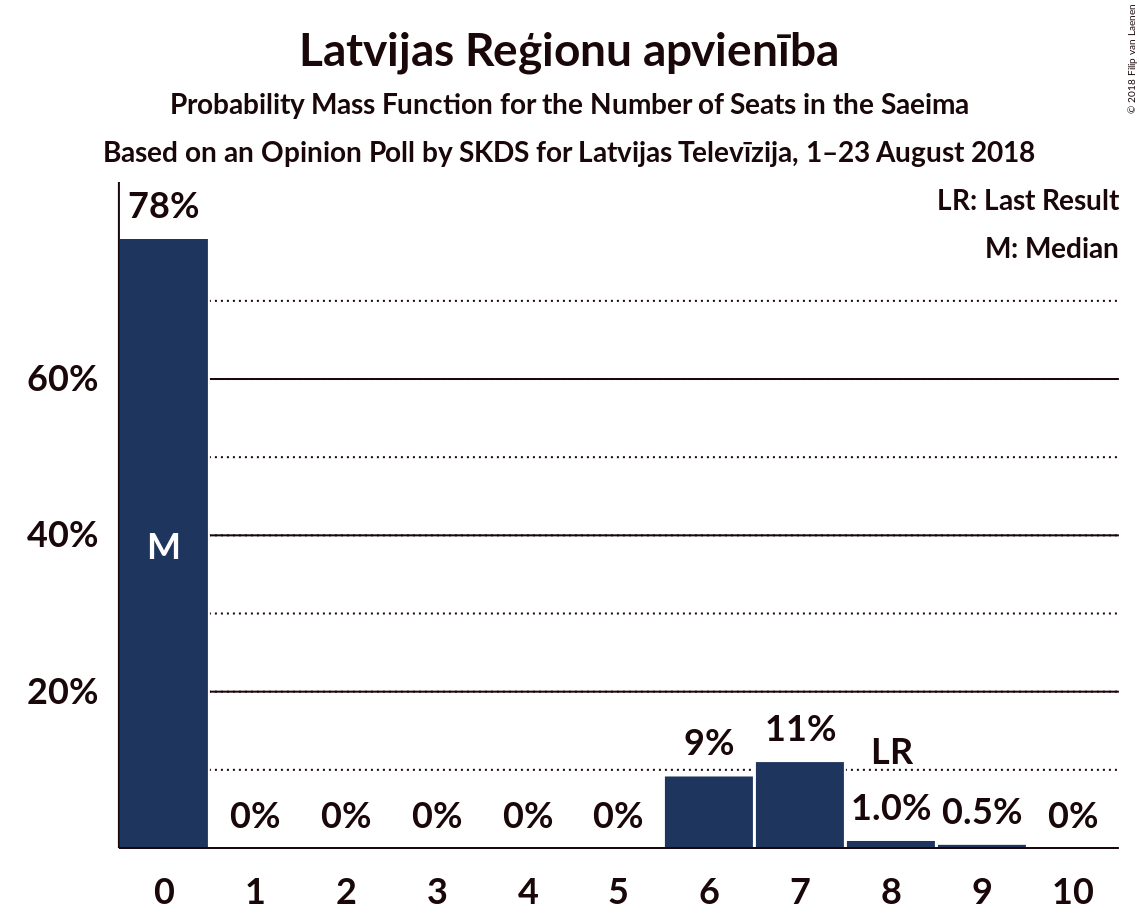 Latvijas Reģionu apvienība
Probability Mass Function for the Number of Seats in the Saeima
Based on an Opinion Poll by SKDS for Latvijas Televīzija, 1–23 August 2018
© 2018 Filip van Laenen
LR: Last Result
M: Median
78%
60%
40%
20%
M
0%
0%
0%
0%
0%
9%
11%
LR
1.0%
0.5%
0%
0 1 2 3 4 5 6 7 8 9 10